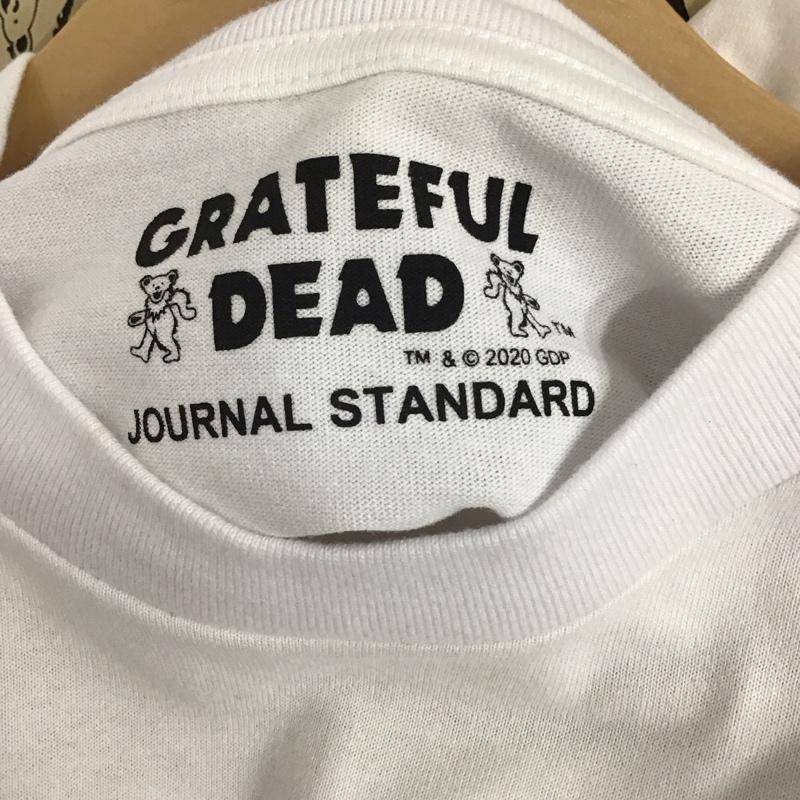 GRATEFUL
DEAD
TM
TM & © 2020 GDP
JOURNAL STANDARD